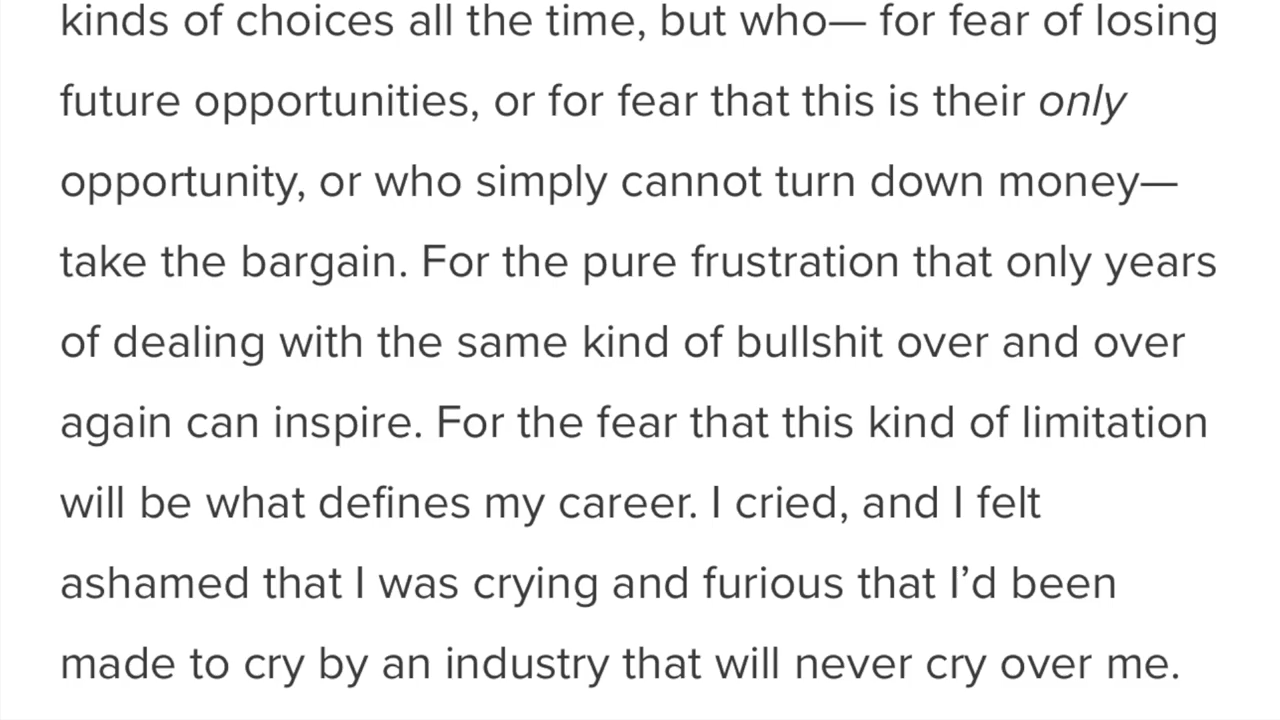 kinds of choices all the time, but who— for fear of losing
future opportunities, or for fear that this is their only
opportunity, or who simply cannot turn down money—
take the bargain. For the pure frustration that only years
of dealing with the same kind of bullshit over and over
again can inspire. For the fear that this kind of limitation
will be what defines my career. I cried, and I felt
ashamed that I was crying and furious that I’d been
made to cry by an industry that will never cry over me.